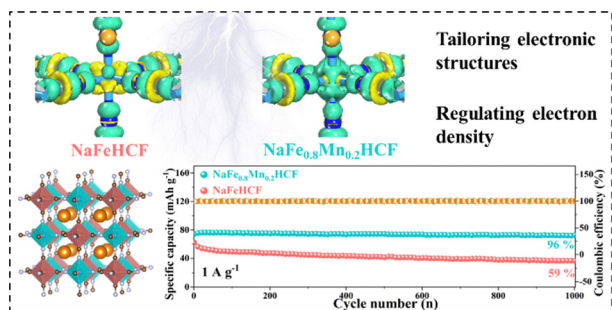 Tailoring electronic
structures
Regulating electron
density
NaFeHCF
NaFe₀.₈Mn₀.₂HCF
NaFe₀.₈Mn₀.₂HCF
NaFeHCF
Specific capacity (mAh g⁻¹)
160
120
80
40
0
96 %
59 %
1 A g⁻¹
150
100
50
0
-50
Coulombic efficiency (%)
0
200
400
600
800
1000
Cycle number (n)